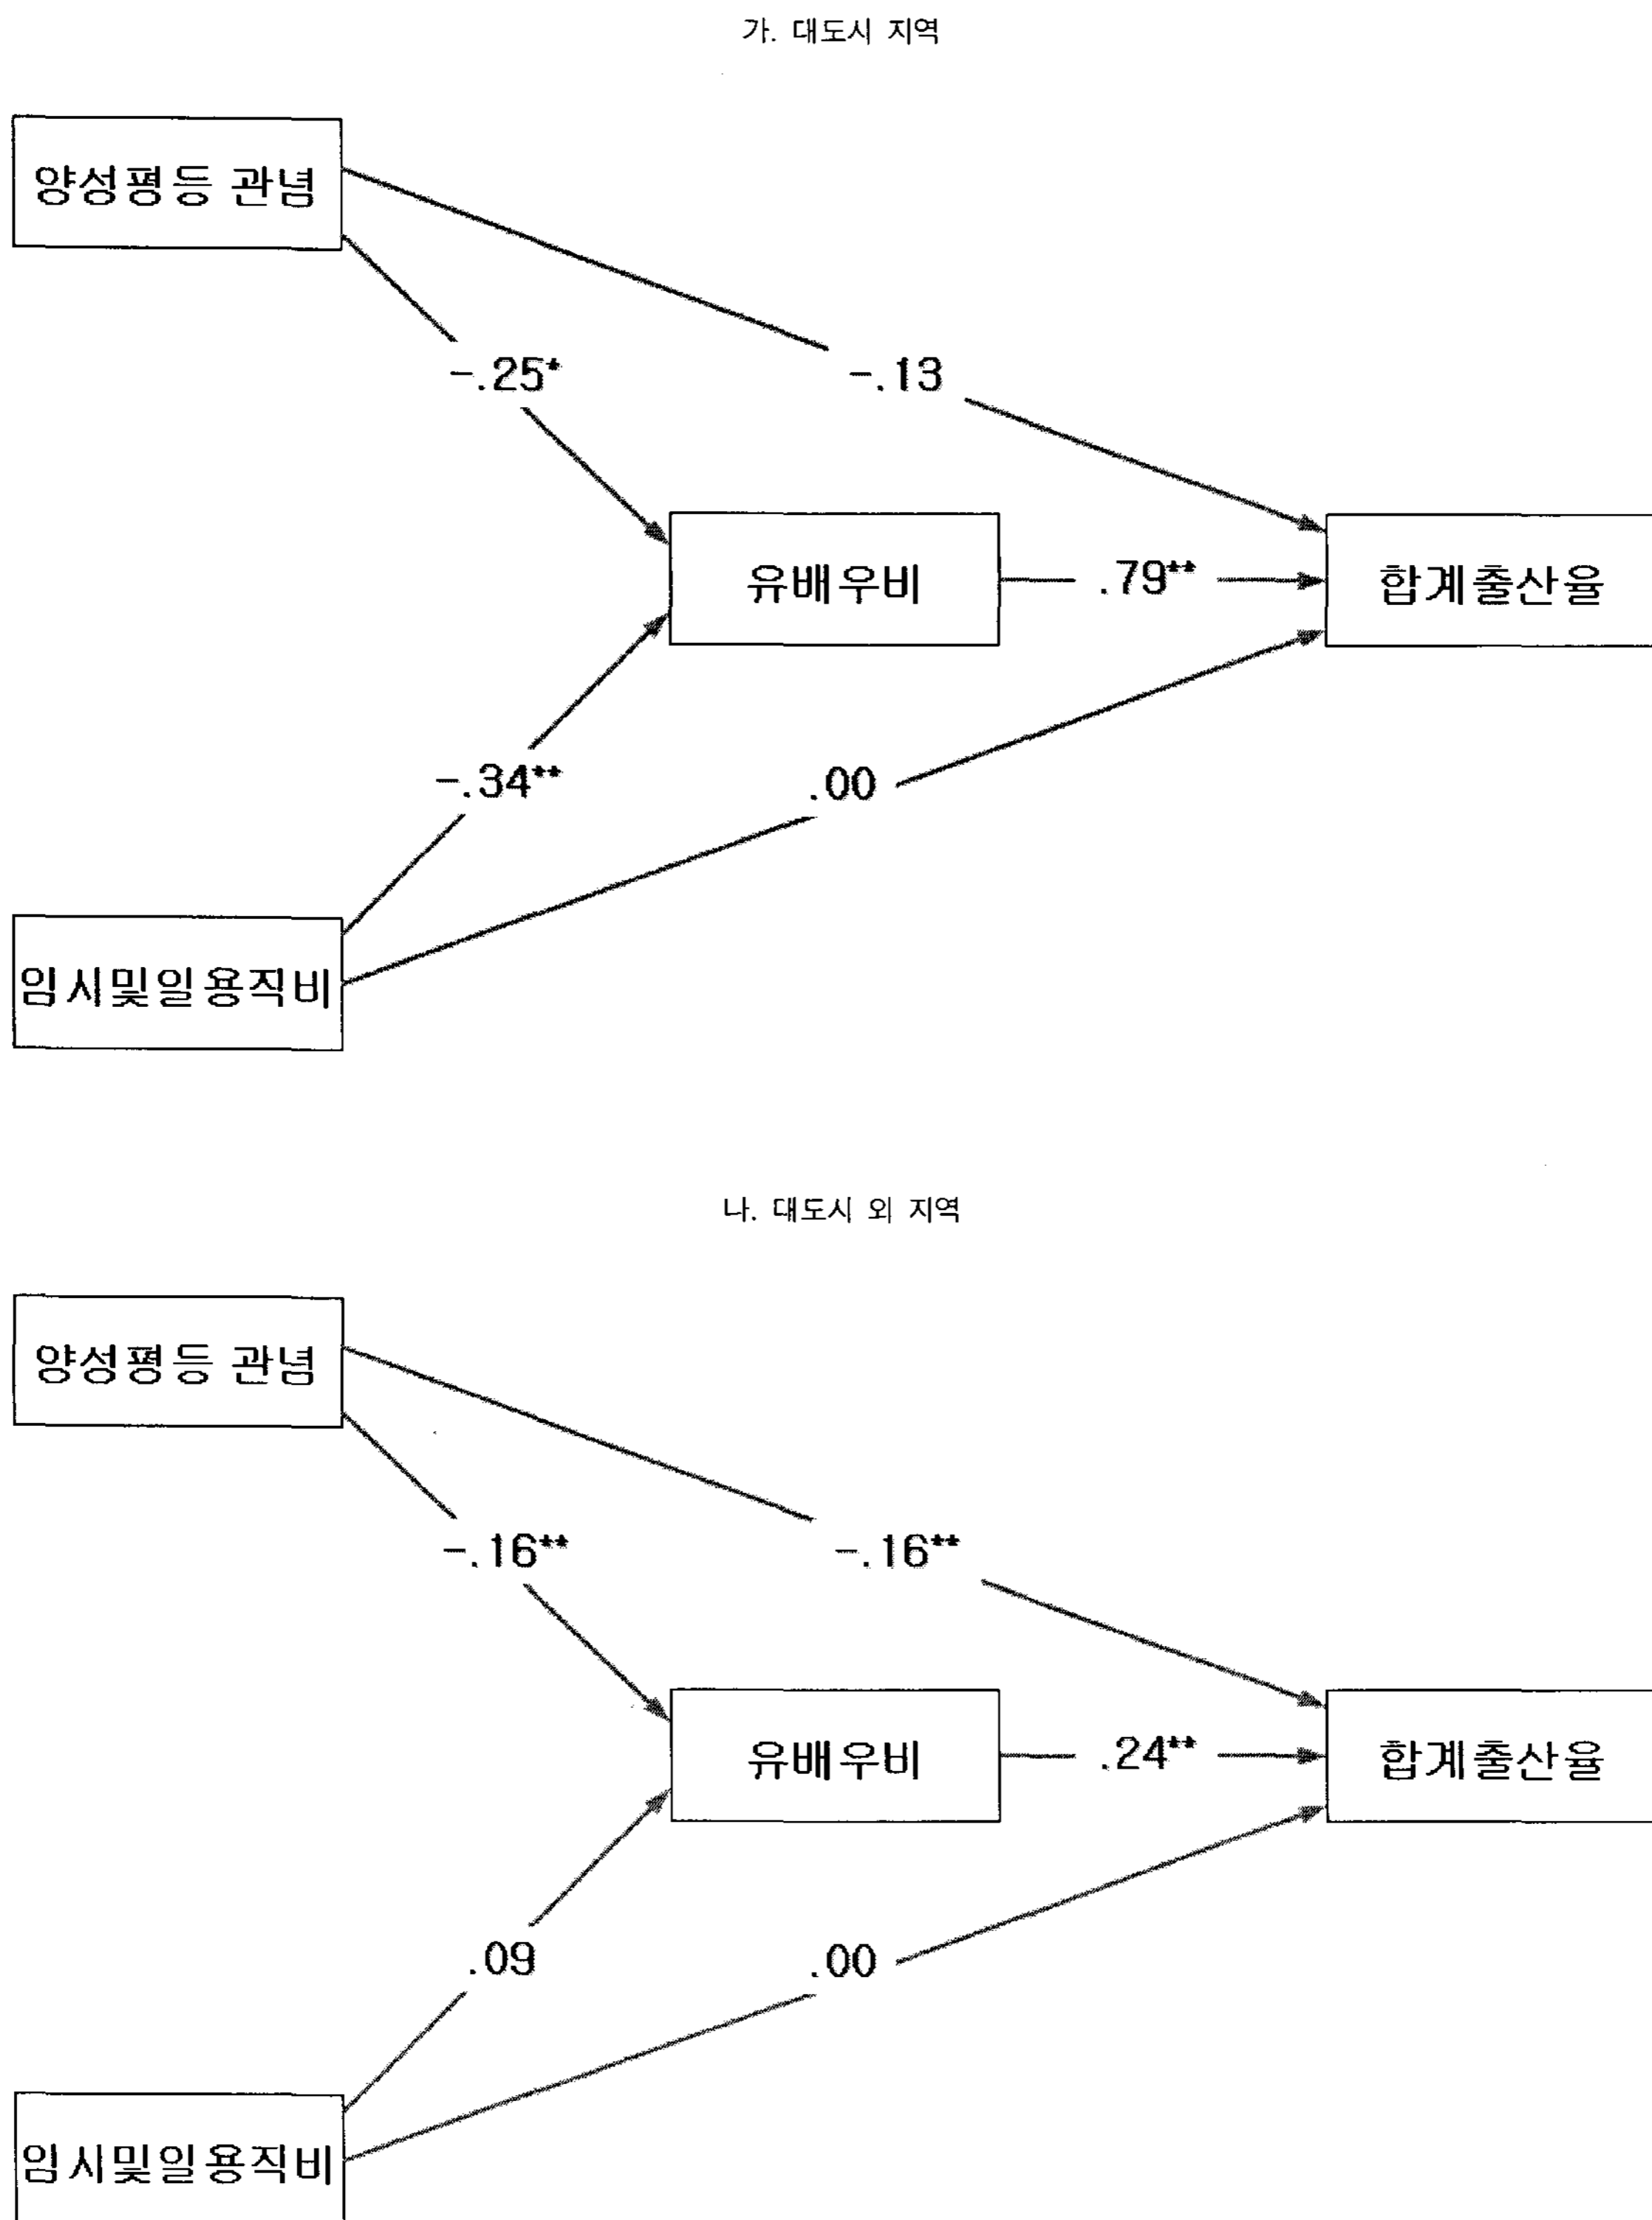 가. 대도시 지역
양성평등 관념
-.25*
-.13
유배우비
.79**
합계출산율
-.34**
.00
임시및일용직비
나. 대도시 외 지역
양성평등 관념
-.16**
-.16**
유배우비
.24**
합계출산율
.09
.00
임시및일용직비